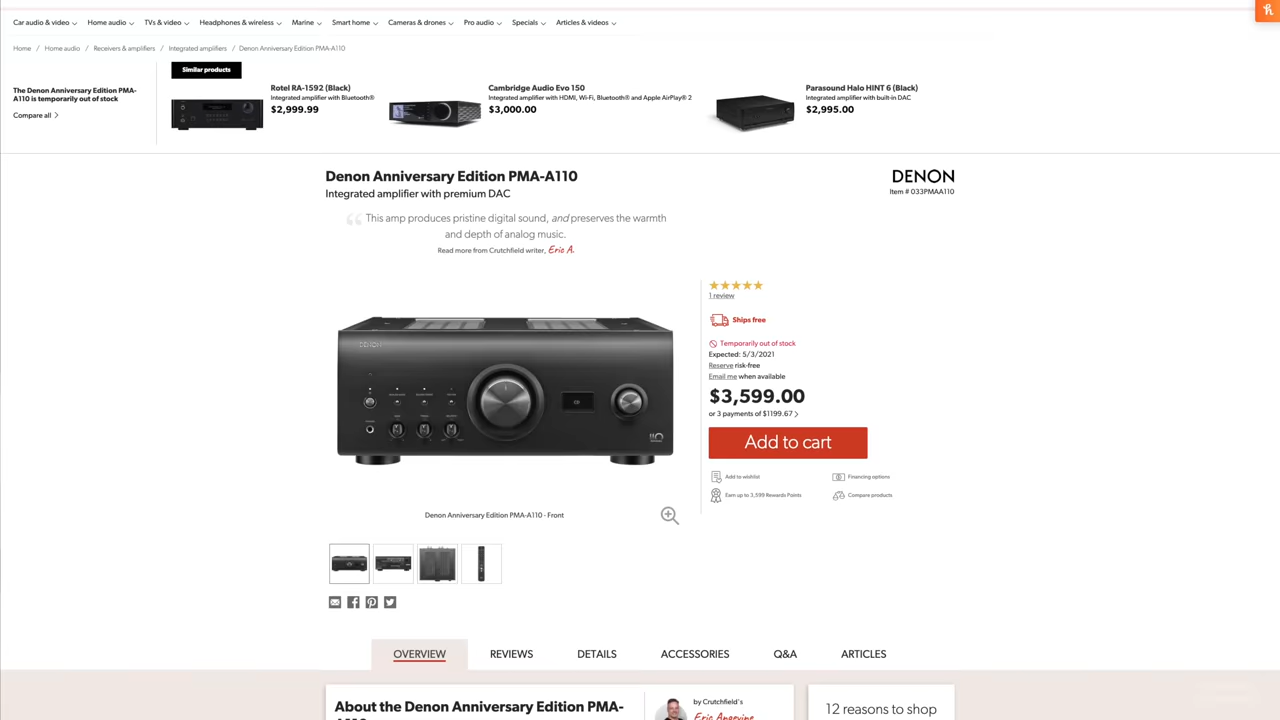 Car audio & video
Home audio
TVs & video
Headphones & wireless
Marine
Smart home
Cameras & drones
Pro audio
Specials
Articles & videos
Home / Home audio / Receivers & amplifiers / Integrated amplifiers / Denon Anniversary Edition PMA-A110
The Denon Anniversary Edition PMA-
A110 is temporarily out of stock
Compare all
Similar products
Rotel RA-1592 (Black)
Integrated amplifier with Bluetooth®
$2,999.99
Cambridge Audio Evo 150
Integrated amplifier with HDMI, Wi-Fi, Bluetooth® and Apple AirPlay® 2
$3,000.00
Parasound Halo HINT 6 (Black)
Integrated amplifier with built-in DAC
$2,995.00
Denon Anniversary Edition PMA-A110
Integrated amplifier with premium DAC
DENON
Item # 033PMAA110
“ This amp produces pristine digital sound, and preserves the warmth
and depth of analog music.
Read more from Crutchfield writer, Eric A.
DENON
110
Denon Anniversary Edition PMA-A110 - Front
1 review
Ships free
Temporarily out of stock
Expected: 5/3/2021
Reserve risk-free
Email me when available
$3,599.00
or 3 payments of $1199.67
Add to cart
Add to wishlist
Financing options
Earn up to 3,599 Rewards Points
Compare products
OVERVIEW
REVIEWS
DETAILS
ACCESSORIES
Q&A
ARTICLES
About the Denon Anniversary Edition PMA-
by Crutchfield's
Eric Angevine
12 reasons to shop